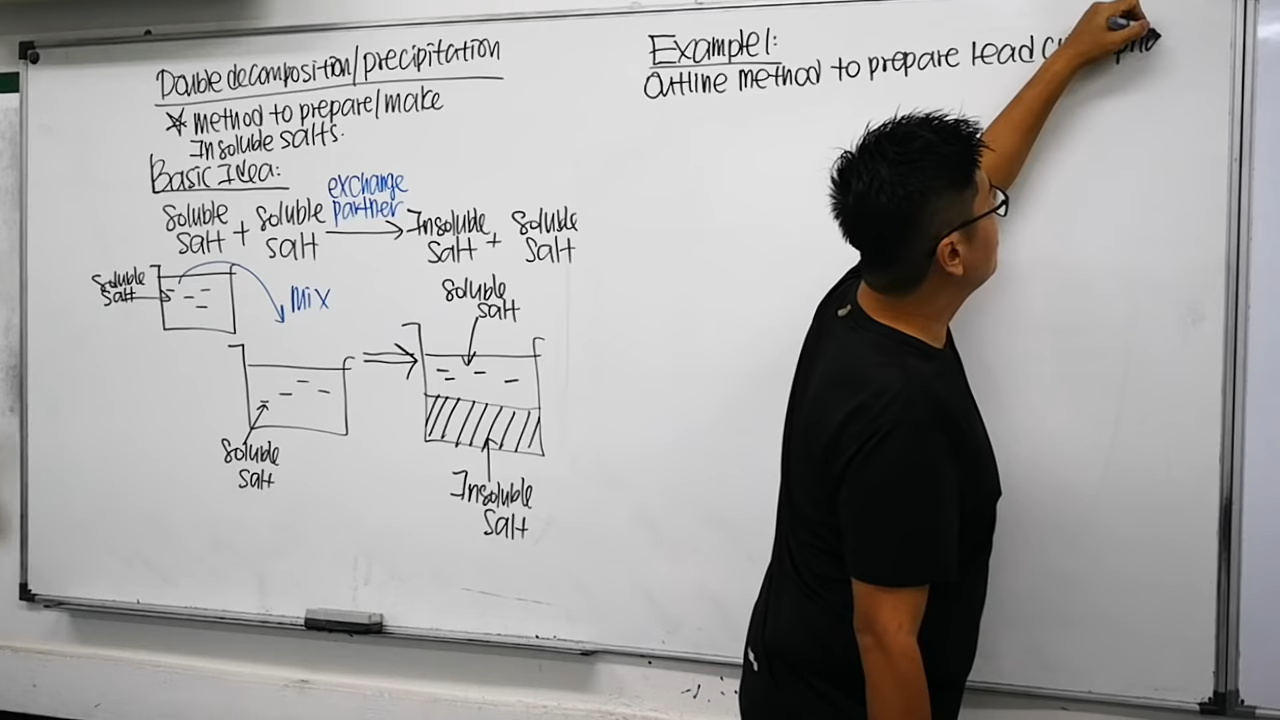 Double decomposition/precipitation
* method to prepare/make
Insoluble salts.
Basic Idea:
Soluble salt + Soluble salt exchange partner → Insoluble salt + Soluble salt
Soluble salt
Mix
Soluble salt
Soluble salt
Insoluble salt
Example 1:
Outline method to prepare Lead